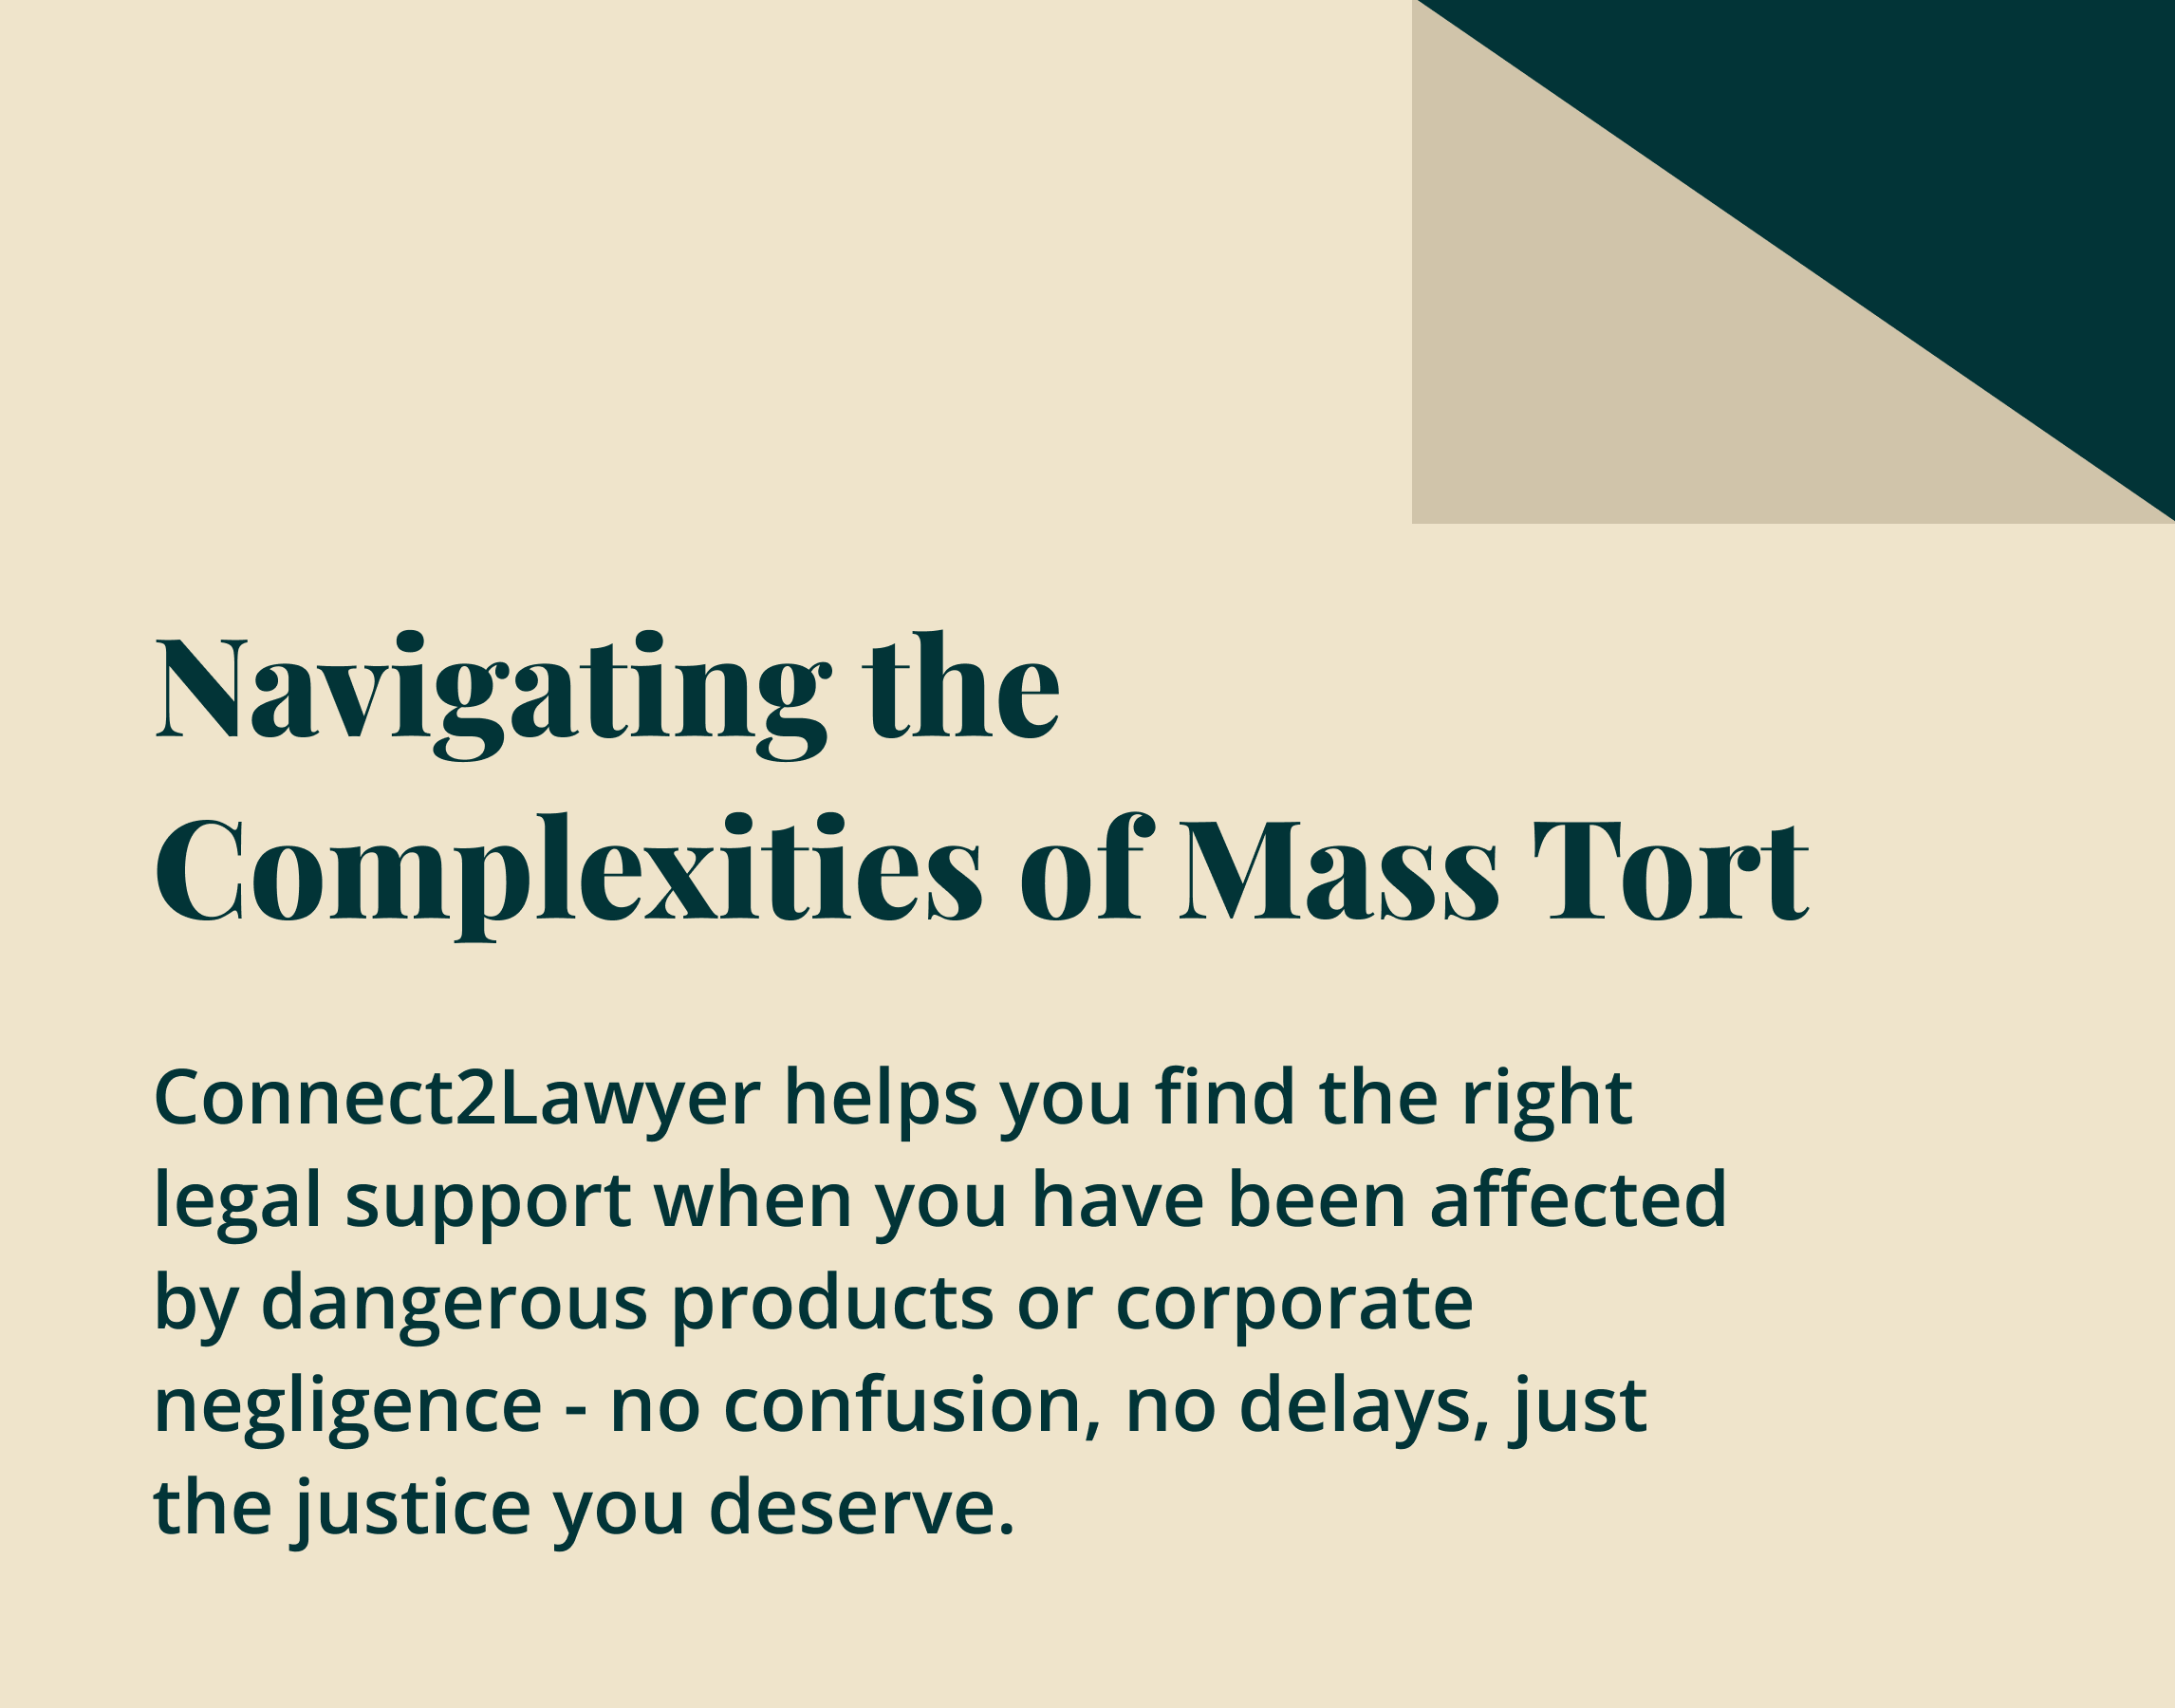 Navigating the
Complexities of Mass Tort
Connect2Lawyer helps you find the right
legal support when you have been affected
by dangerous products or corporate
negligence - no confusion, no delays, just
the justice you deserve.